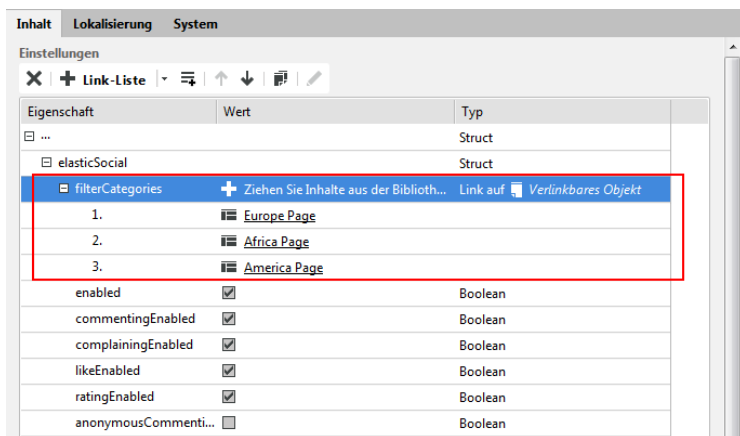 Inhalt Lokalisierung System
Einstellungen
Link-Liste
Eigenschaft Wert Typ
... Struct
elasticSocial Struct
filterCategories Ziehen Sie Inhalte aus der Biblioth... Link auf Verlinkbares Objekt
1. Europe Page
2. Africa Page
3. America Page
enabled Boolean
commentingEnabled Boolean
complainingEnabled Boolean
likeEnabled Boolean
ratingEnabled Boolean
anonymousCommenti... Boolean